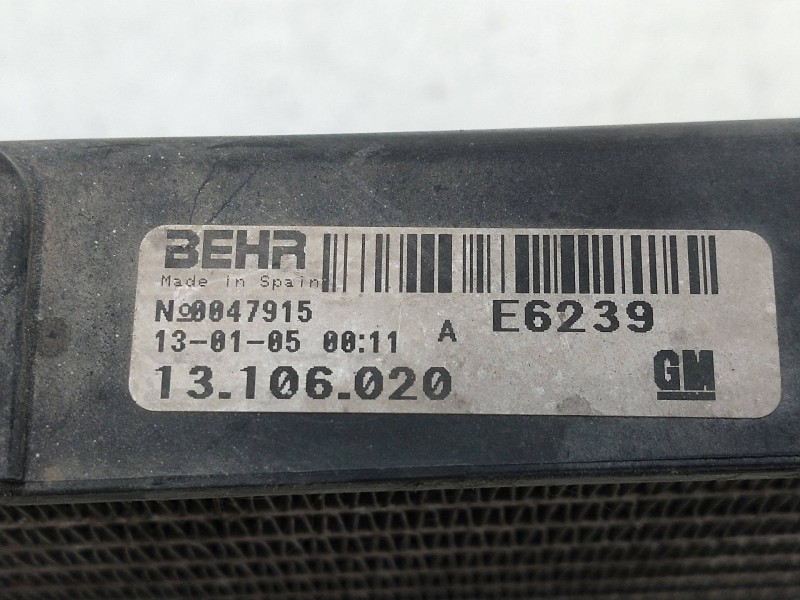 BEHR
Made in Spain
№0047915
E6239
13-01-05 00:11 A
13.106.020
GM